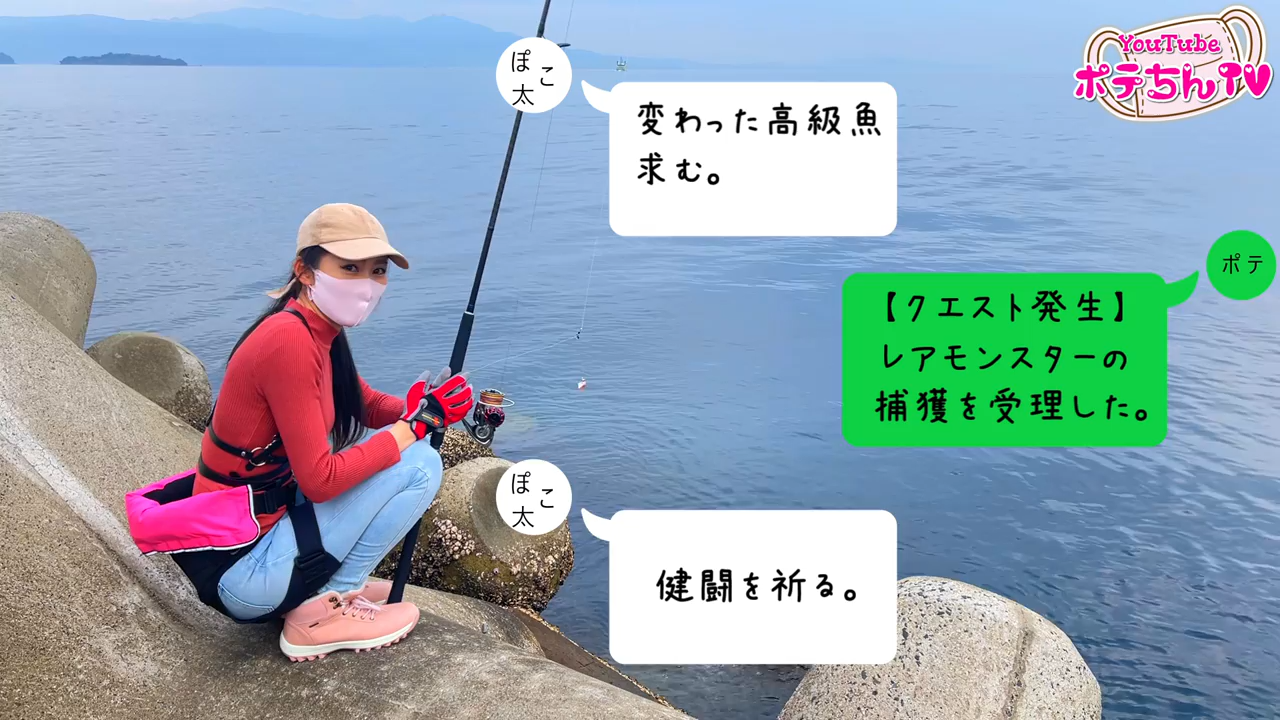 YouTube
ポテちんTV
ぽこ太
変わった高級魚
求む。
ポテ
【クエスト発生】
レアモンスターの
捕獲を受理した。
ぽこ太
健闘を祈る。